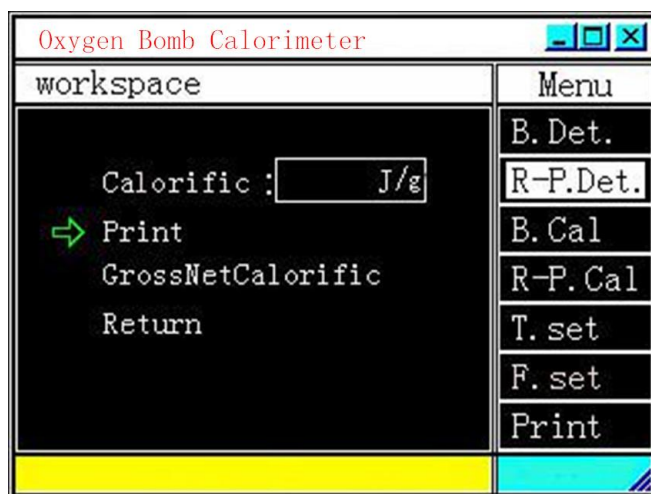 Oxygen Bomb Calorimeter
workspace
Calorific: J/g
Print
GrossNetCalorific
Return
Menu
B. Det.
R-P.Det.
B. Cal
R-P. Cal
T. set
F. set
Print